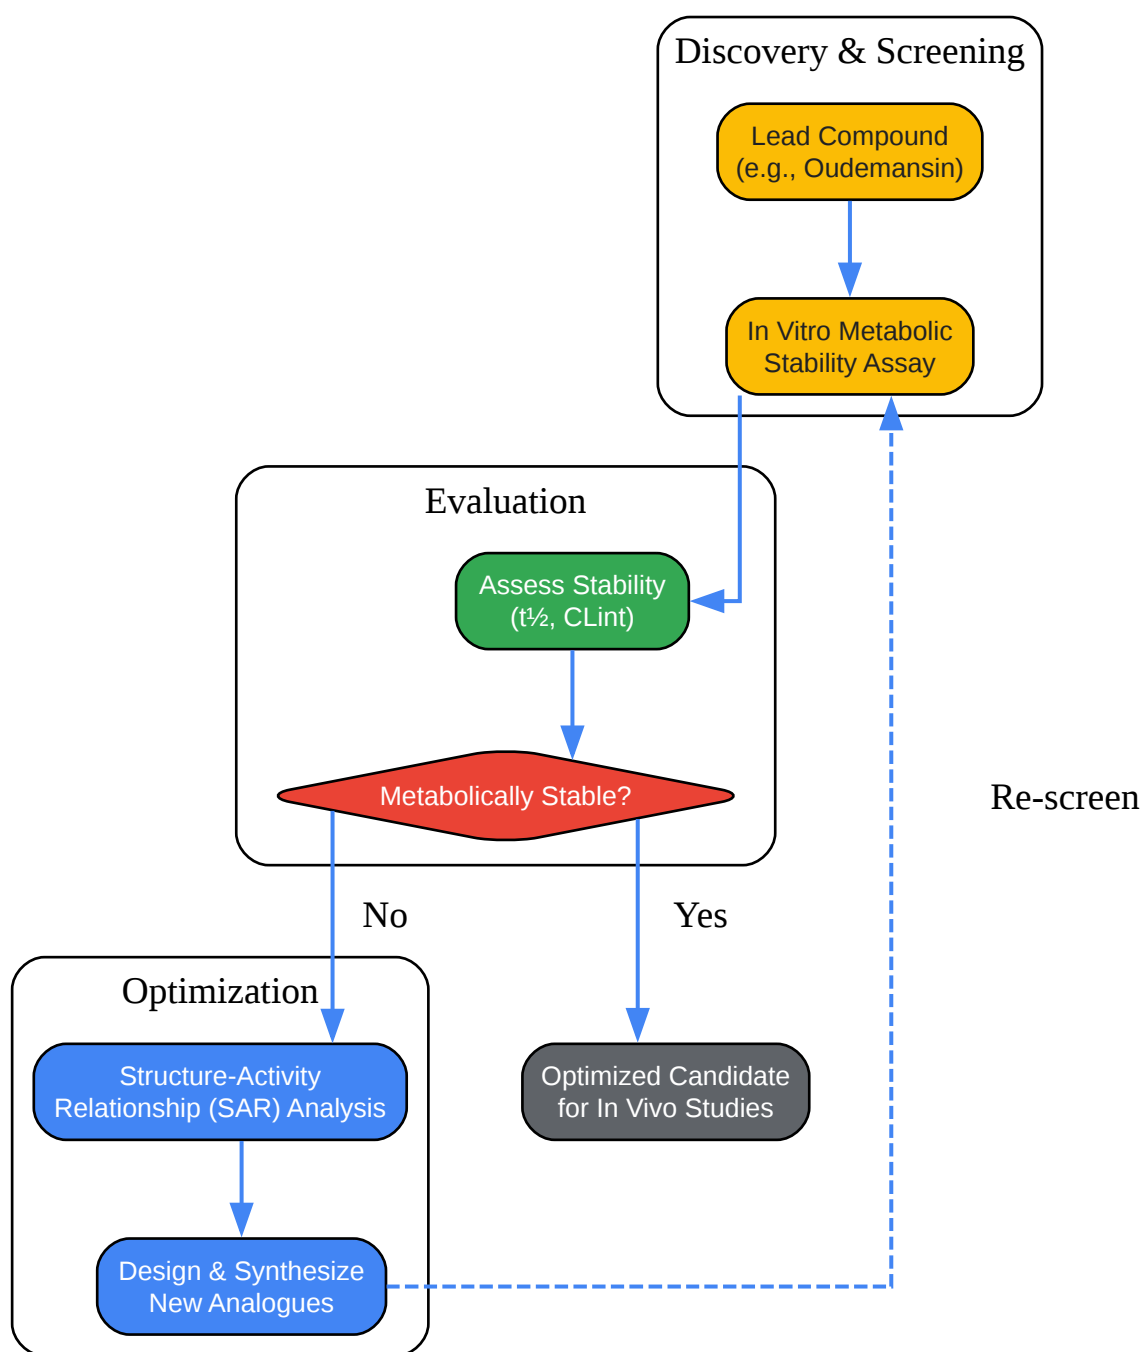 Discovery & Screening
Lead Compound
(e.g., Oudemansin)
In Vitro Metabolic
Stability Assay
Evaluation
Assess Stability
(t½, CLint)
Metabolically Stable?
Re-screen
No
Yes
Optimization
Structure-Activity
Relationship (SAR) Analysis
Optimized Candidate
for In Vivo Studies
Design & Synthesize
New Analogues